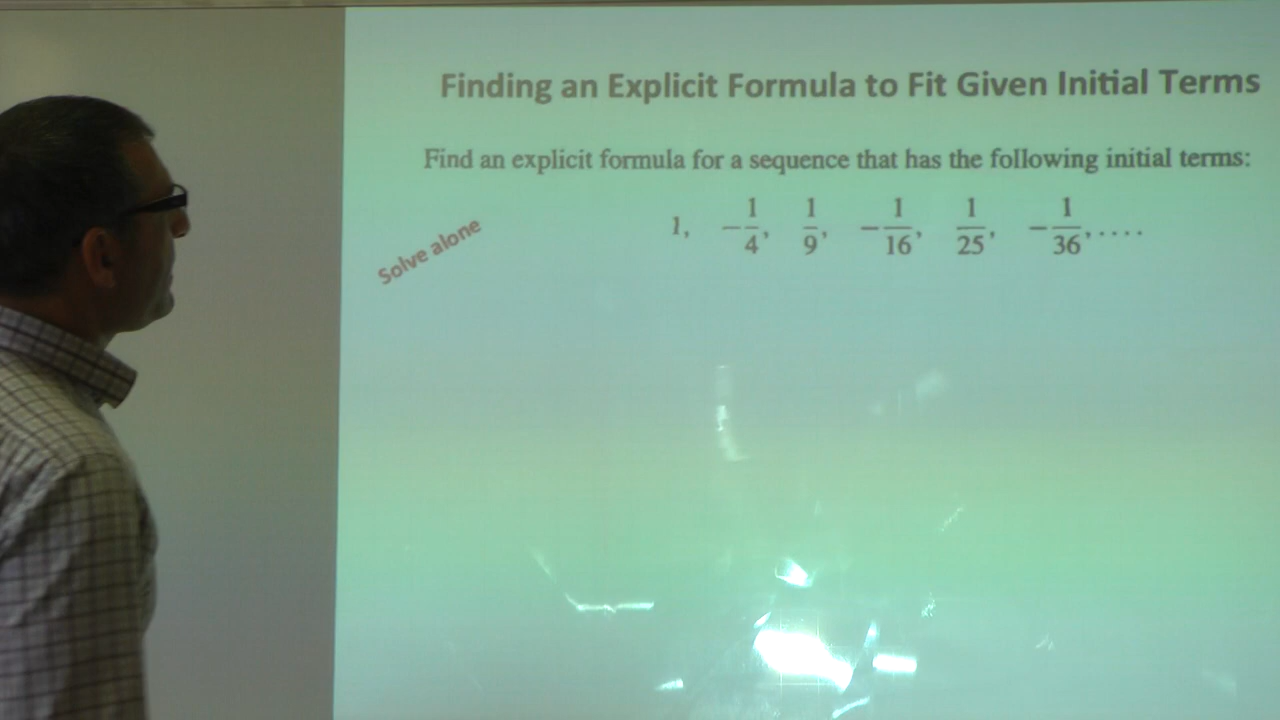 Finding an Explicit Formula to Fit Given Initial Terms
Find an explicit formula for a sequence that has the following initial terms:
1, -1/4, 1/9, -1/16, 1/25, -1/36, ....
Solve alone